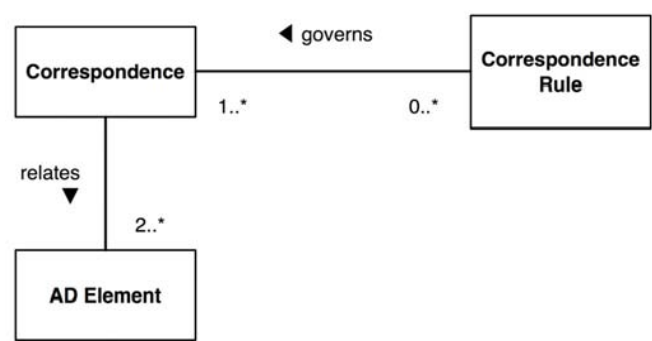 ◀ governs
Correspondence
Correspondence
Rule
1..*
0..*
relates
▼
2..*
AD Element